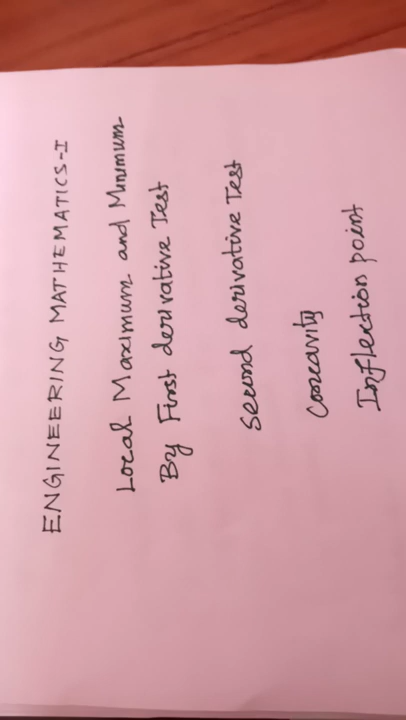 ENGINEERING MATHEMATICS-I
Local Maximum and Minimum
By First derivative Test
Second derivative Test
Concavity
Inflection point